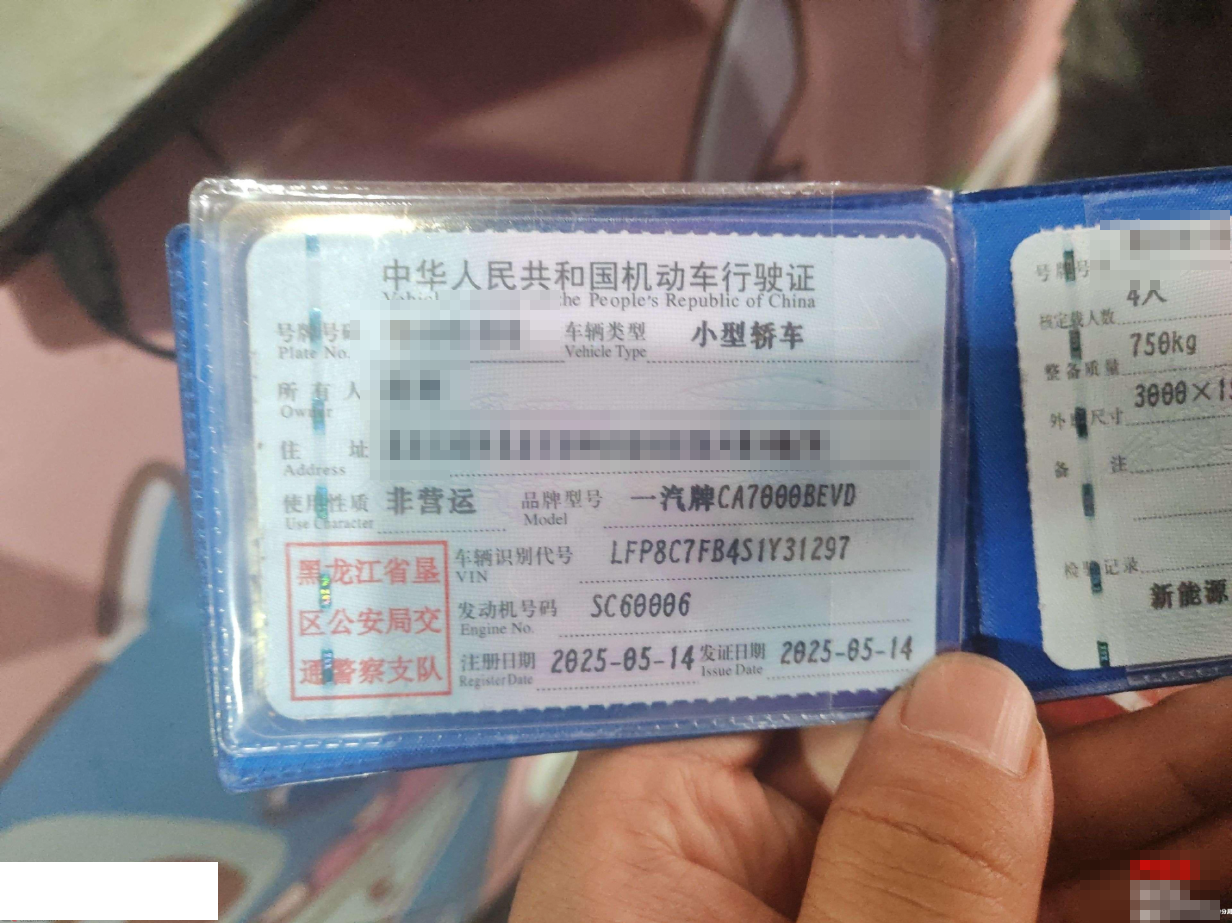 中华人民共和国机动车行驶证
the People's Republic of China
号牌号码 车辆类型 小型轿车
Plate No. Vehicle Type
所有人
Owner
住址
Address
使用性质 非营运 品牌型号 一汽牌CA7000BEVD
Use Character Model
车辆识别代号 LFP8C7FB4S1Y31297
VIN
发动机号码 SC60006
Engine No.
注册日期 2025-05-14 发证日期 2025-05-14
Register Date Issue Date
黑龙江省垦
区公安局交
通警察支队
号牌号
核定载人数 4人
整备质量 750kg
外廓尺寸 3000×15
备注
检验记录
新能源